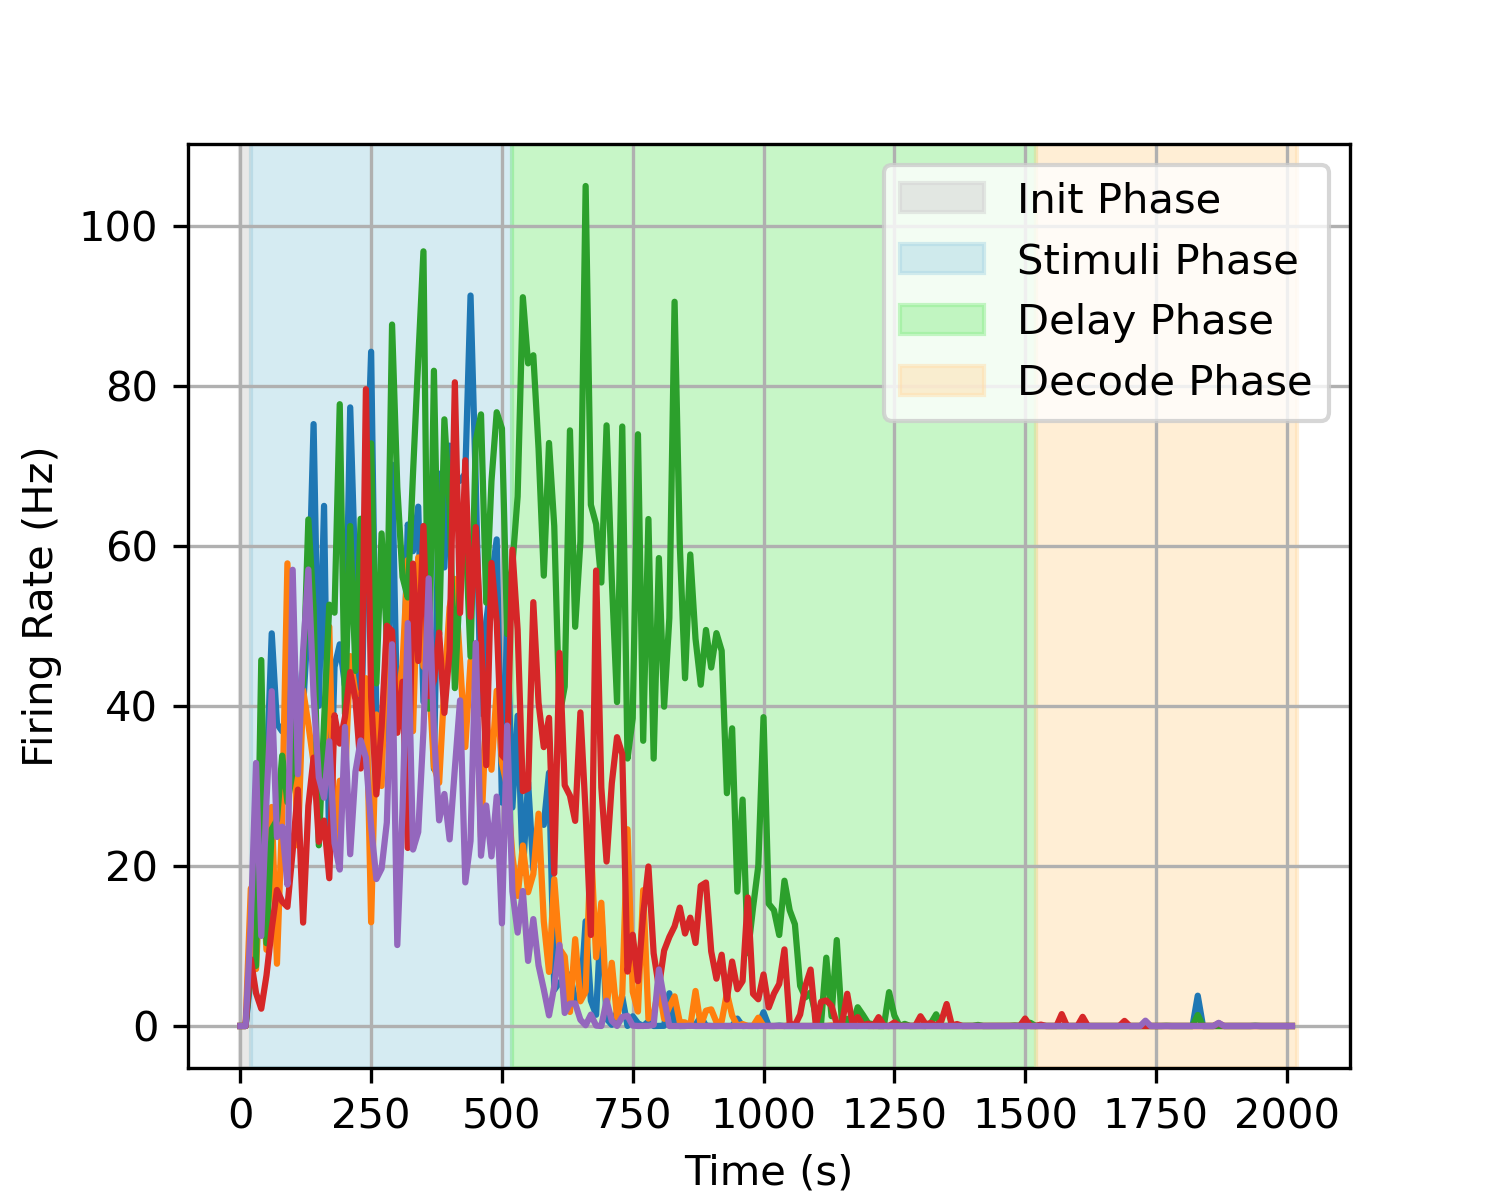 Init Phase
Stimuli Phase
Delay Phase
Decode Phase
100
80
60
40
20
0
Firing Rate (Hz)
0 250 500 750 1000 1250 1500 1750 2000
Time (s)